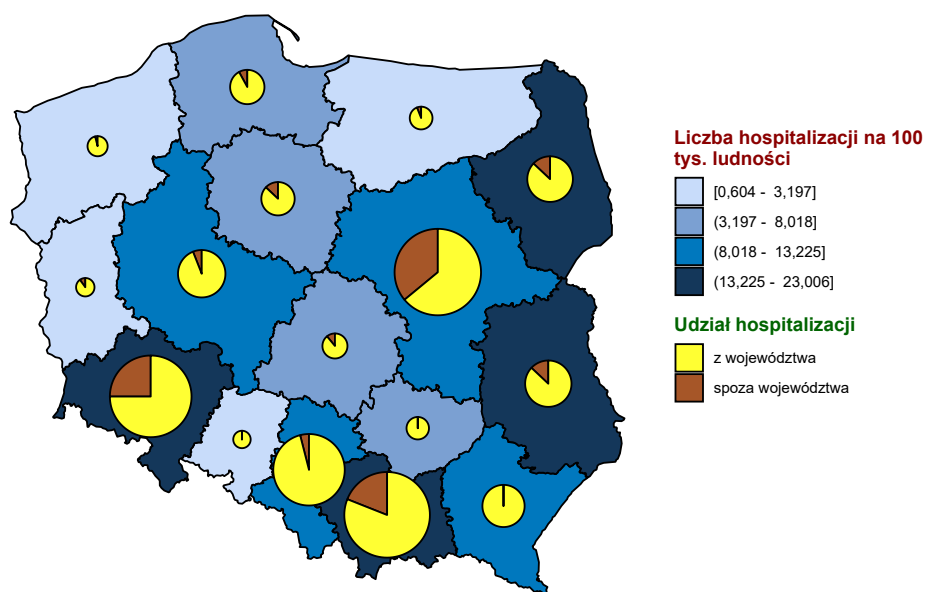 Liczba hospitalizacji na 100
tys. ludności
[0,604 - 3,197]
(3,197 - 8,018]
(8,018 - 13,225]
(13,225 - 23,006]
Udział hospitalizacji
z województwa
spoza województwa